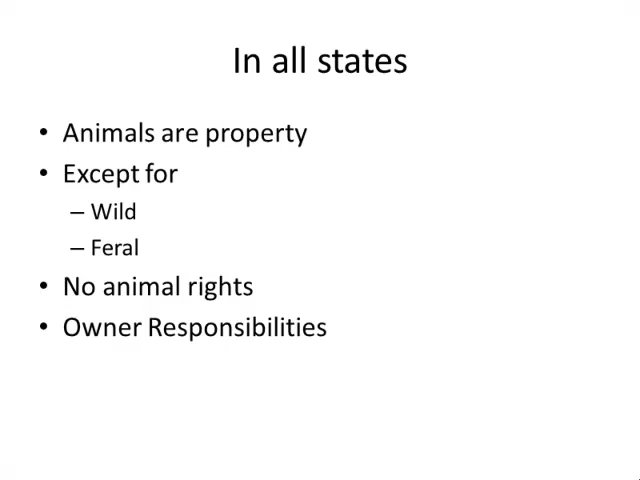 In all states
• Animals are property
• Except for
– Wild
– Feral
• No animal rights
• Owner Responsibilities